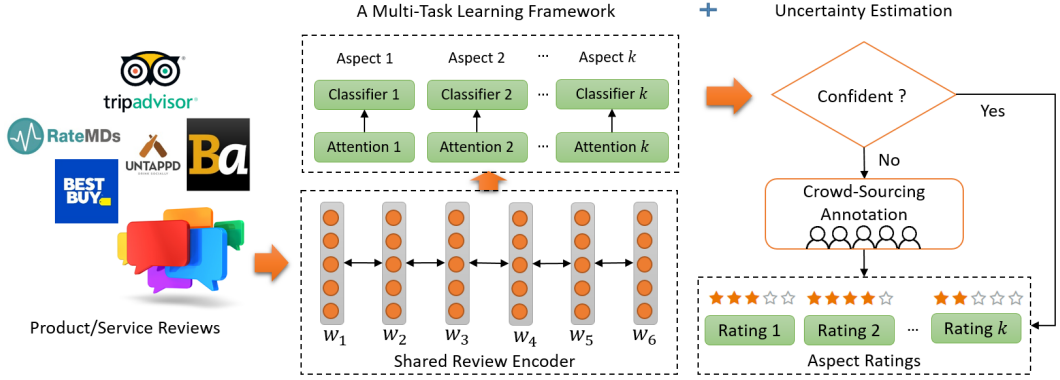 A Multi-Task Learning Framework
+
Uncertainty Estimation
tripadvisor
RateMDs
UNTAPPD
DRINK SOCIALLY
Ba
BEST
BUY
Product/Service Reviews
Aspect 1 Aspect 2 ... Aspect k
Classifier 1 Classifier 2 ... Classifier k
Attention 1 Attention 2 ... Attention k
w1 w2 w3 w4 w5 w6
Shared Review Encoder
Confident ?
Yes
No
Crowd-Sourcing
Annotation
Rating 1 Rating 2 ... Rating k
Aspect Ratings